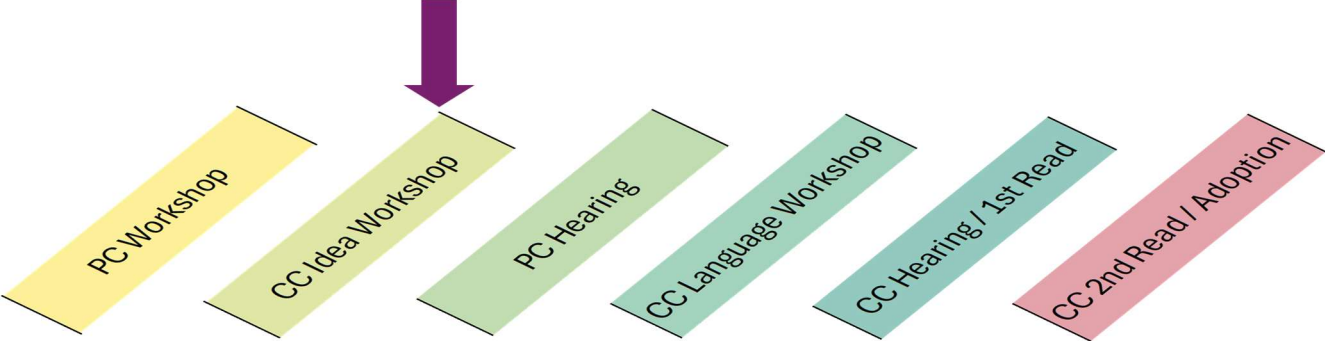 PC Workshop
CC Idea Workshop
PC Hearing
CC Language Workshop
CC Hearing / 1st Read
CC 2nd Read / Adoption